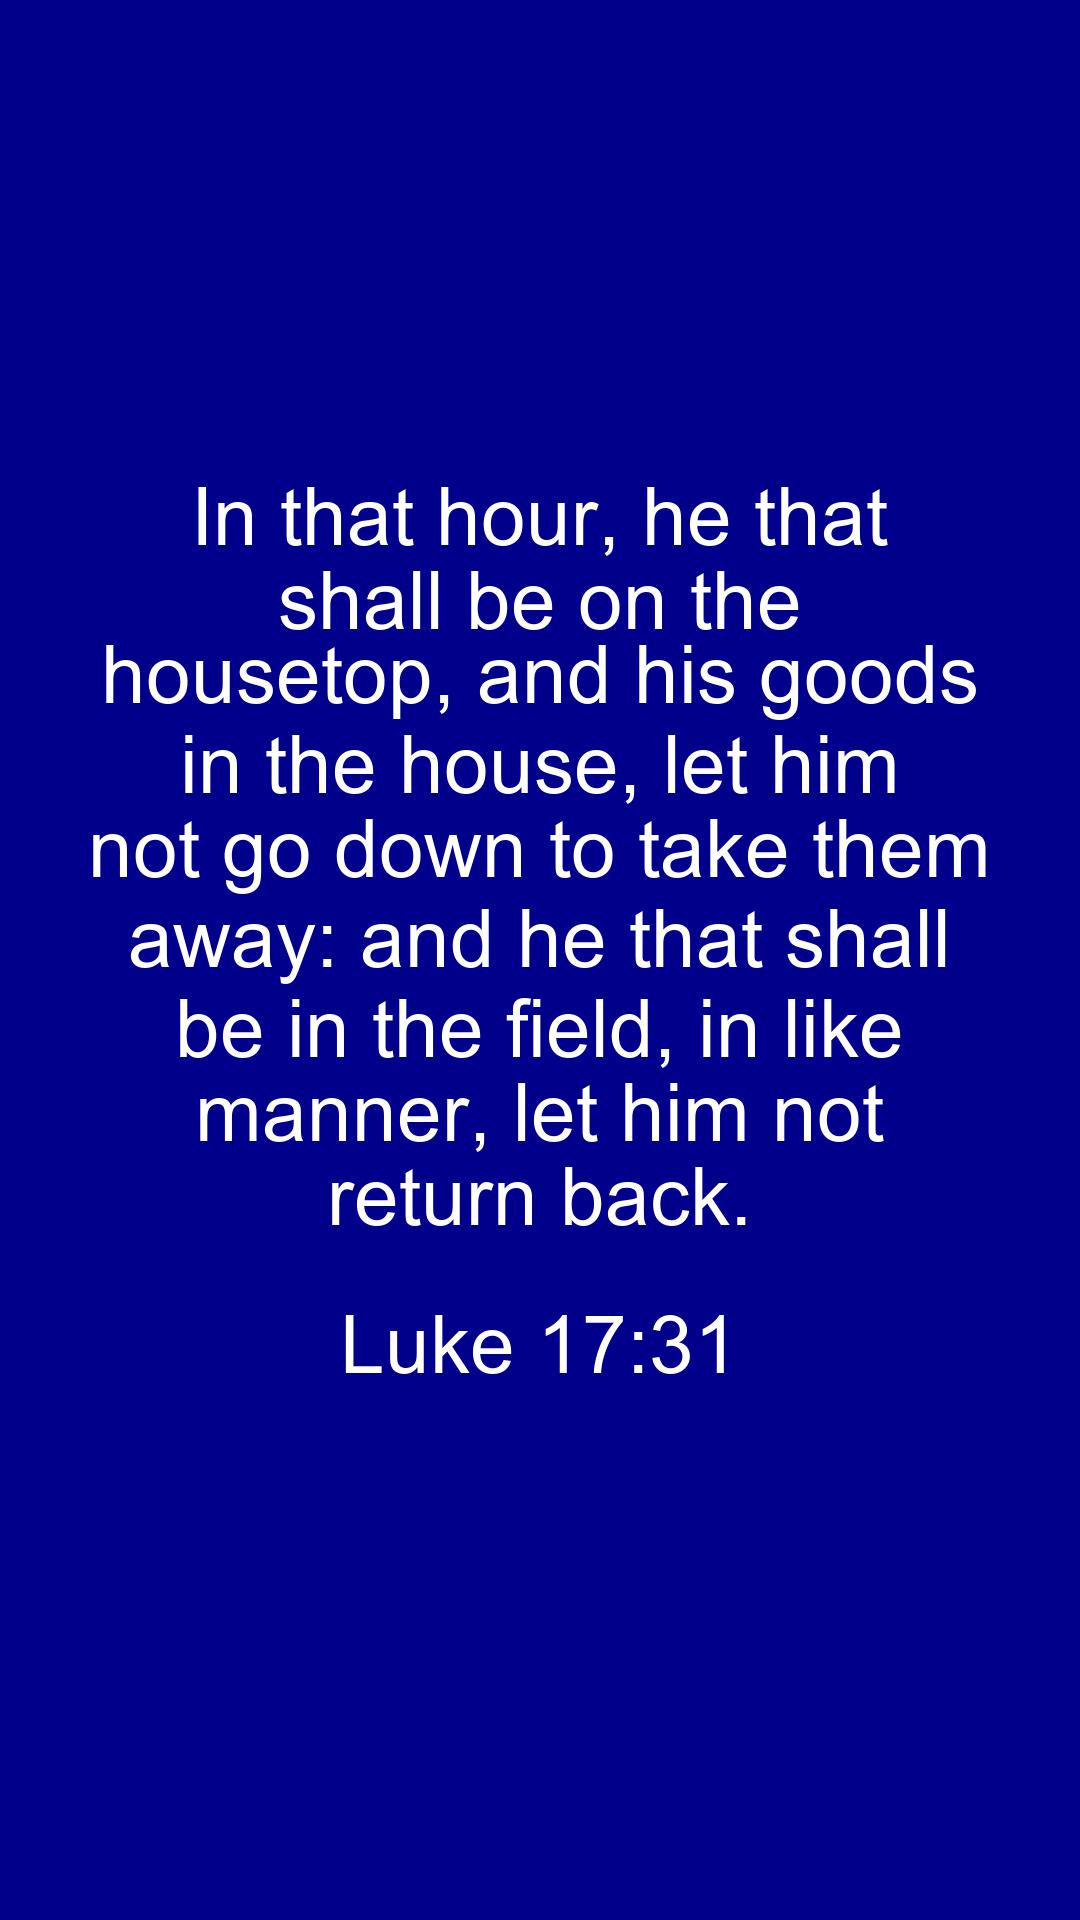 In that hour, he that
shall be on the
housetop, and his goods
in the house, let him
not go down to take them
away: and he that shall
be in the field, in like
manner, let him not
return back.
Luke 17:31